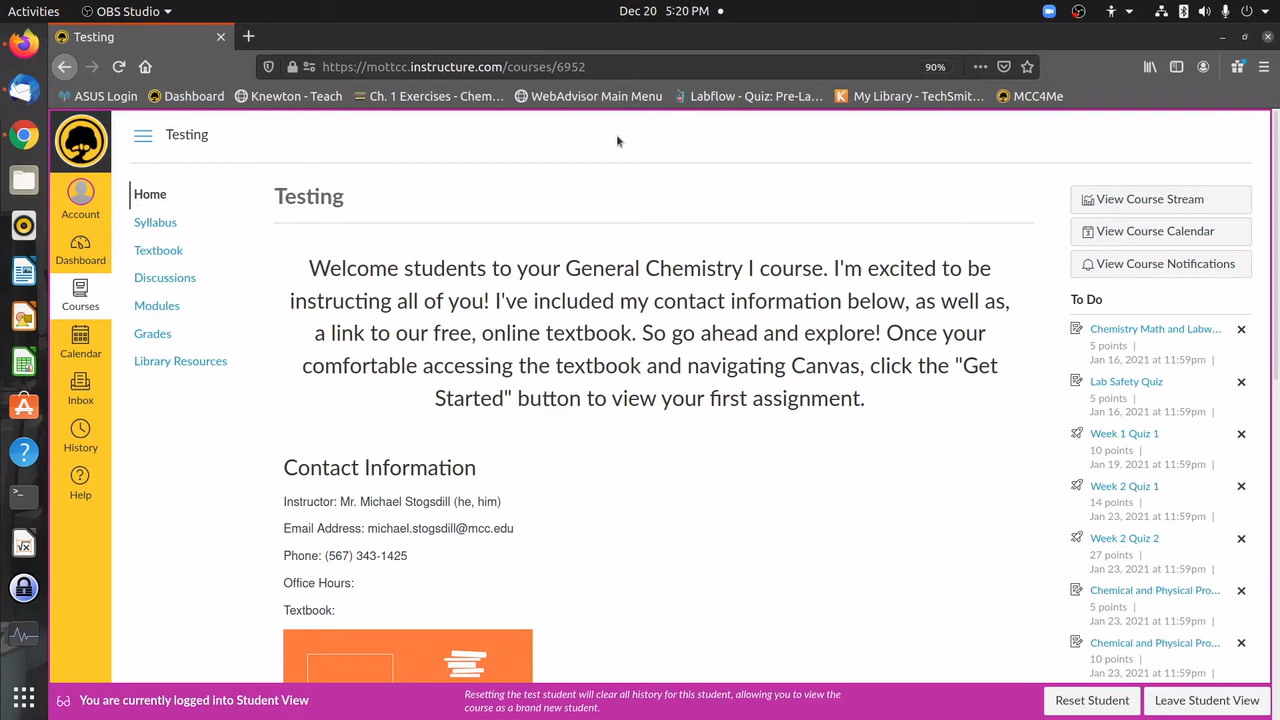 Activities
OBS Studio
Dec 20 5:20 PM
Testing
https://mottcc.instructure.com/courses/6952
90%
ASUS Login
Dashboard
Knewton - Teach
Ch. 1 Exercises - Chem…
WebAdvisor Main Menu
Labflow - Quiz: Pre-La…
My Library - TechSmit…
MCC4Me
Testing
Account
Dashboard
Courses
Calendar
Inbox
History
Help
Home
Syllabus
Textbook
Discussions
Modules
Grades
Library Resources
Testing
Welcome students to your General Chemistry I course. I'm excited to be
instructing all of you! I've included my contact information below, as well as,
a link to our free, online textbook. So go ahead and explore! Once your
comfortable accessing the textbook and navigating Canvas, click the "Get
Started" button to view your first assignment.
Contact Information
Instructor: Mr. Michael Stogsdill (he, him)
Email Address: michael.stogsdill@mcc.edu
Phone: (567) 343-1425
Office Hours:
Textbook:
View Course Stream
3
View Course Calendar
View Course Notifications
To Do
Chemistry Math and Labw...
5 points |
Jan 16, 2021 at 11:59pm |
Lab Safety Quiz
5 points |
Jan 16, 2021 at 11:59pm |
Week 1 Quiz 1
10 points |
Jan 19, 2021 at 11:59pm |
Week 2 Quiz 1
14 points |
Jan 23, 2021 at 11:59pm |
Week 2 Quiz 2
27 points |
Jan 23, 2021 at 11:59pm |
Chemical and Physical Pro...
5 points |
Jan 23, 2021 at 11:59pm |
Chemical and Physical Pro...
10 points |
Jan 23, 2021 at 11:59pm |
You are currently logged into Student View
Resetting the test student will clear all history for this student, allowing you to view the
course as a brand new student.
Reset Student
Leave Student View